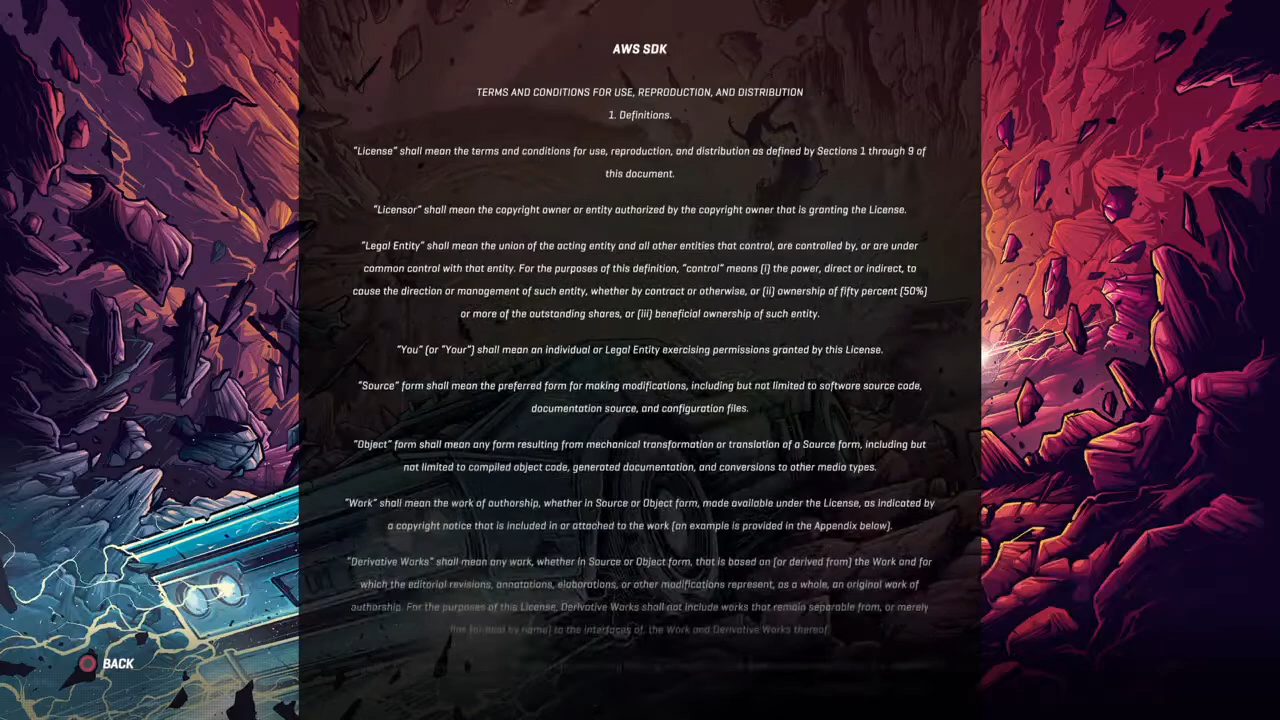 AWS SDK
TERMS AND CONDITIONS FOR USE, REPRODUCTION, AND DISTRIBUTION
1. Definitions.
"License" shall mean the terms and conditions for use, reproduction, and distribution as defined by Sections 1 through 9 of
this document.
"Licensor" shall mean the copyright owner or entity authorized by the copyright owner that is granting the License.
"Legal Entity" shall mean the union of the acting entity and all other entities that control, are controlled by, or are under
common control with that entity. For the purposes of this definition, "control" means (i) the power, direct or indirect, to
cause the direction or management of such entity, whether by contract or otherwise, or (ii) ownership of fifty percent (50%)
or more of the outstanding shares, or (iii) beneficial ownership of such entity.
"You" (or "Your") shall mean an individual or Legal Entity exercising permissions granted by this License.
"Source" form shall mean the preferred form for making modifications, including but not limited to software source code,
documentation source, and configuration files.
"Object" form shall mean any form resulting from mechanical transformation or translation of a Source form, including but
not limited to compiled object code, generated documentation, and conversions to other media types.
"Work" shall mean the work of authorship, whether in Source or Object form, made available under the License, as indicated by
a copyright notice that is included in or attached to the work (an example is provided in the Appendix below).
"Derivative Works" shall mean any work, whether in Source or Object form, that is based on (or derived from) the Work and for
which the editorial revisions, annotations, elaborations, or other modifications represent, as a whole, an original work of
authorship. For the purposes of this License, Derivative Works shall not include works that remain separable from, or merely
link (or bind by name) to the interfaces of, the Work and Derivative Works thereof.
BACK